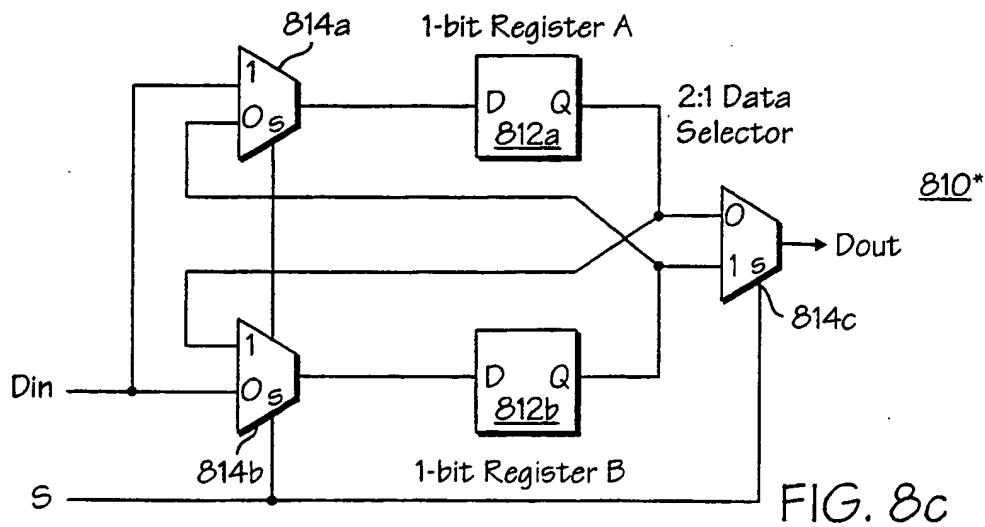 814a
1-bit Register A
1
0
s
D Q
812a
2:1 Data
Selector
810*
0
1 s
Dout
814c
1
0
s
D Q
812b
Din
814b
1-bit Register B
S
FIG. 8c